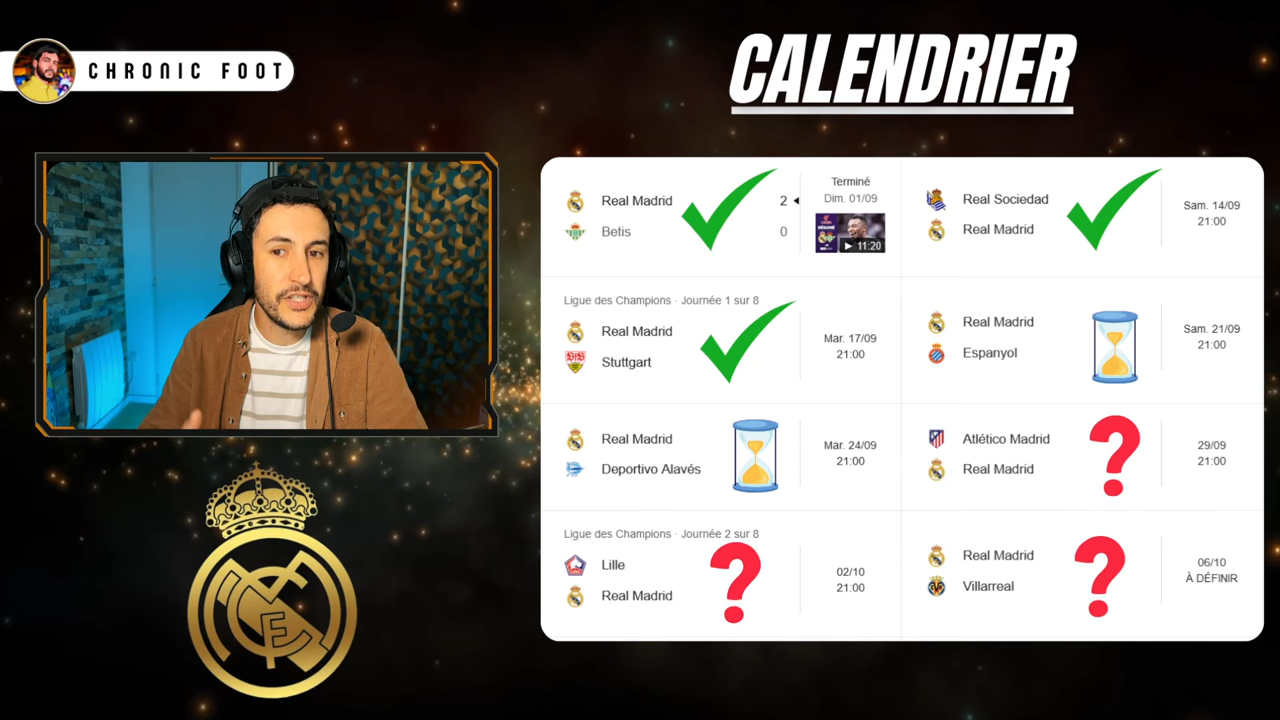 CHRONIC FOOT
CALENDRIER
Real Madrid 2
Betis 0
Terminé
Dim. 01/09
11:20
Real Sociedad
Real Madrid
Sam. 14/09
21:00
Ligue des Champions · Journée 1 sur 8
Real Madrid
Stuttgart
Mar. 17/09
21:00
Real Madrid
Espanyol
Sam. 21/09
21:00
Real Madrid
Deportivo Alavés
Mar. 24/09
21:00
Atlético Madrid
Real Madrid
?
29/09
21:00
Ligue des Champions · Journée 2 sur 8
Lille
Real Madrid
?
02/10
21:00
Real Madrid
Villarreal
?
06/10
À DÉFINIR